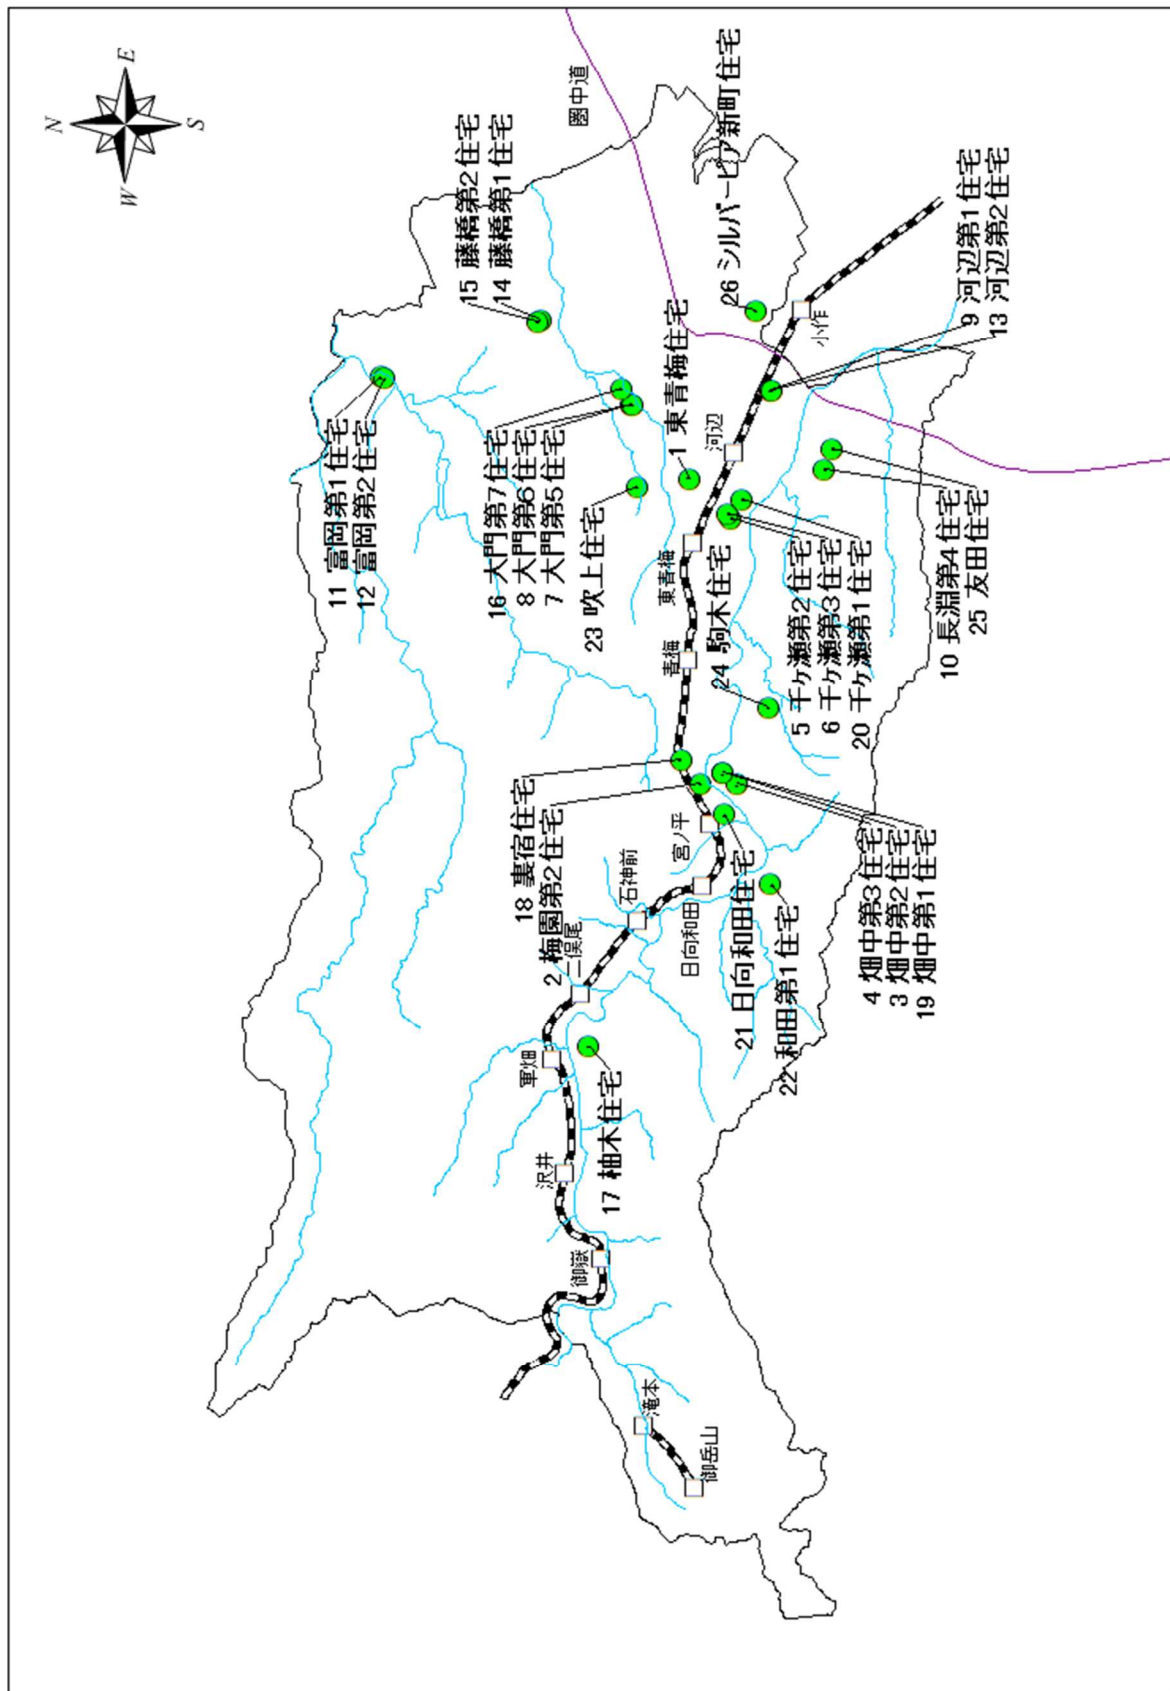 N
E
S
W
圏中道
15 藤橋第2住宅
14 藤橋第1住宅
11 富岡第1住宅
12 富岡第2住宅
16 大門第7住宅
8 大門第6住宅
7 大門第5住宅
23 吹上住宅
1 東青梅住宅
26 シルバーピア新町住宅
小作
河辺
東青梅
青梅
9 河辺第1住宅
13 河辺第2住宅
10 長淵第4住宅
25 友田住宅
24 駒木住宅
5 千ヶ瀬第2住宅
6 千ヶ瀬第3住宅
20 千ヶ瀬第1住宅
18 裏宿住宅
2 梅園第2住宅
宮ノ平
石神前
日向和田
二俣尾
軍畑
沢井
御嶽
滝本
御岳山
4 畑中第3住宅
3 畑中第2住宅
19 畑中第1住宅
21 日向和田住宅
22 和田第1住宅
17 柚木住宅